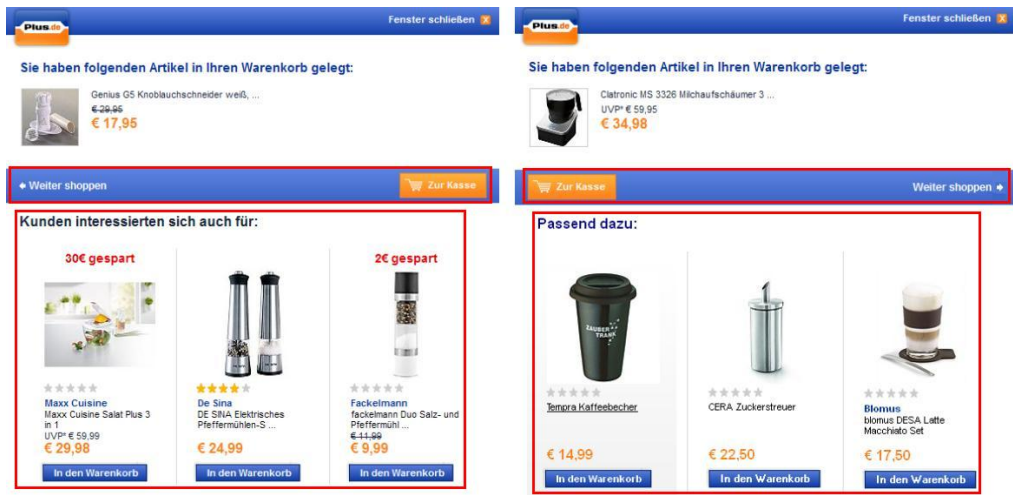 Plus.de
Fenster schließen X
Sie haben folgenden Artikel in Ihren Warenkorb gelegt:
Genius G5 Knoblauchschneider weiß, ...
€ 29,95
€ 17,95
Weiter shoppen
Zur Kasse
Kunden interessierten sich auch für:
30€ gespart
Maxx Cuisine
Maxx Cuisine Salat Plus 3
in 1
UVP* € 59,99
€ 29,98
In den Warenkorb
De Sina
DE SINA Elektrisches
Pfeffermühlen-S ...
€ 24,99
In den Warenkorb
2€ gespart
Fackelmann
fackelmann Duo Salz- und
Pfeffermühl ...
€ 11,99
€ 9,99
In den Warenkorb
Plus.de
Fenster schließen X
Sie haben folgenden Artikel in Ihren Warenkorb gelegt:
Clatronic MS 3326 Milchaufschäumer 3 ...
UVP* € 59,95
€ 34,98
Zur Kasse
Weiter shoppen
Passend dazu:
ZAUBER
TRANK
Tempra Kaffeebecher
€ 14,99
In den Warenkorb
CERA Zuckerstreuer
€ 22,50
In den Warenkorb
Blomus
blomus DESA Latte
Macchiato Set
€ 17,50
In den Warenkorb